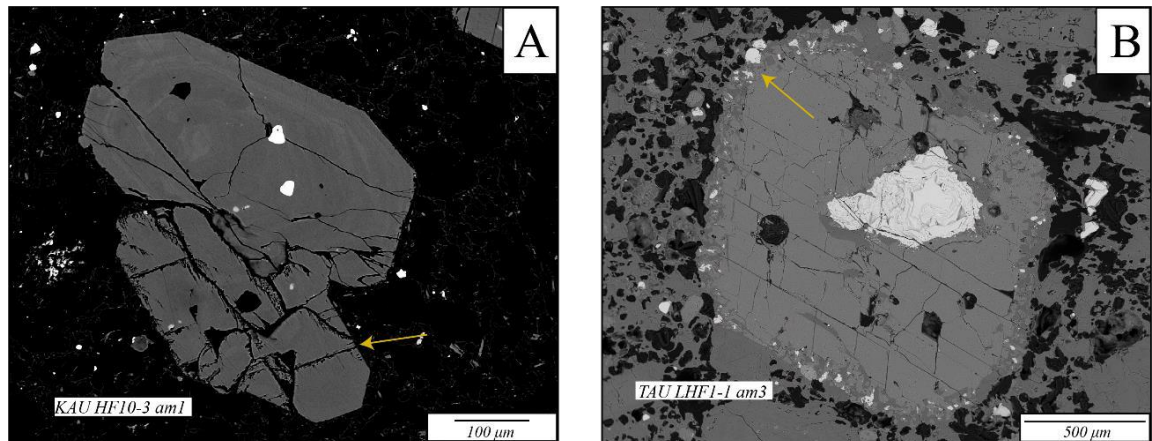 A
KAU HF10-3 am1
100 μm
B
TAU LHF1-1 am3
500 μm